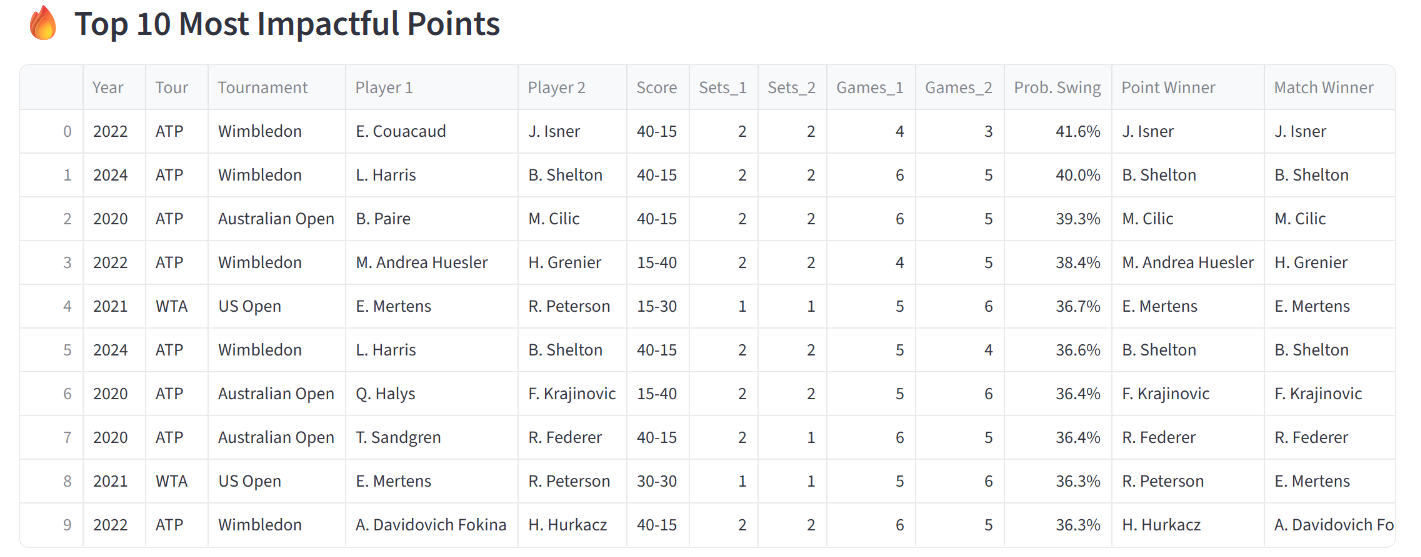 🔥 Top 10 Most Impactful Points
Year Tour Tournament Player 1 Player 2 Score Sets_1 Sets_2 Games_1 Games_2 Prob. Swing Point Winner Match Winner
0 2022 ATP Wimbledon E. Couacaud J. Isner 40-15 2 2 4 3 41.6% J. Isner J. Isner
1 2024 ATP Wimbledon L. Harris B. Shelton 40-15 2 2 6 5 40.0% B. Shelton B. Shelton
2 2020 ATP Australian Open B. Paire M. Cilic 40-15 2 2 6 5 39.3% M. Cilic M. Cilic
3 2022 ATP Wimbledon M. Andrea Huesler H. Grenier 15-40 2 2 4 5 38.4% M. Andrea Huesler H. Grenier
4 2021 WTA US Open E. Mertens R. Peterson 15-30 1 1 5 6 36.7% E. Mertens E. Mertens
5 2024 ATP Wimbledon L. Harris B. Shelton 40-15 2 2 5 4 36.6% B. Shelton B. Shelton
6 2020 ATP Australian Open Q. Halys F. Krajinovic 15-40 2 2 5 6 36.4% F. Krajinovic F. Krajinovic
7 2020 ATP Australian Open T. Sandgren R. Federer 40-15 2 1 6 5 36.4% R. Federer R. Federer
8 2021 WTA US Open E. Mertens R. Peterson 30-30 1 1 5 6 36.3% R. Peterson E. Mertens
9 2022 ATP Wimbledon A. Davidovich Fokina H. Hurkacz 40-15 2 2 6 5 36.3% H. Hurkacz A. Davidovich Fo